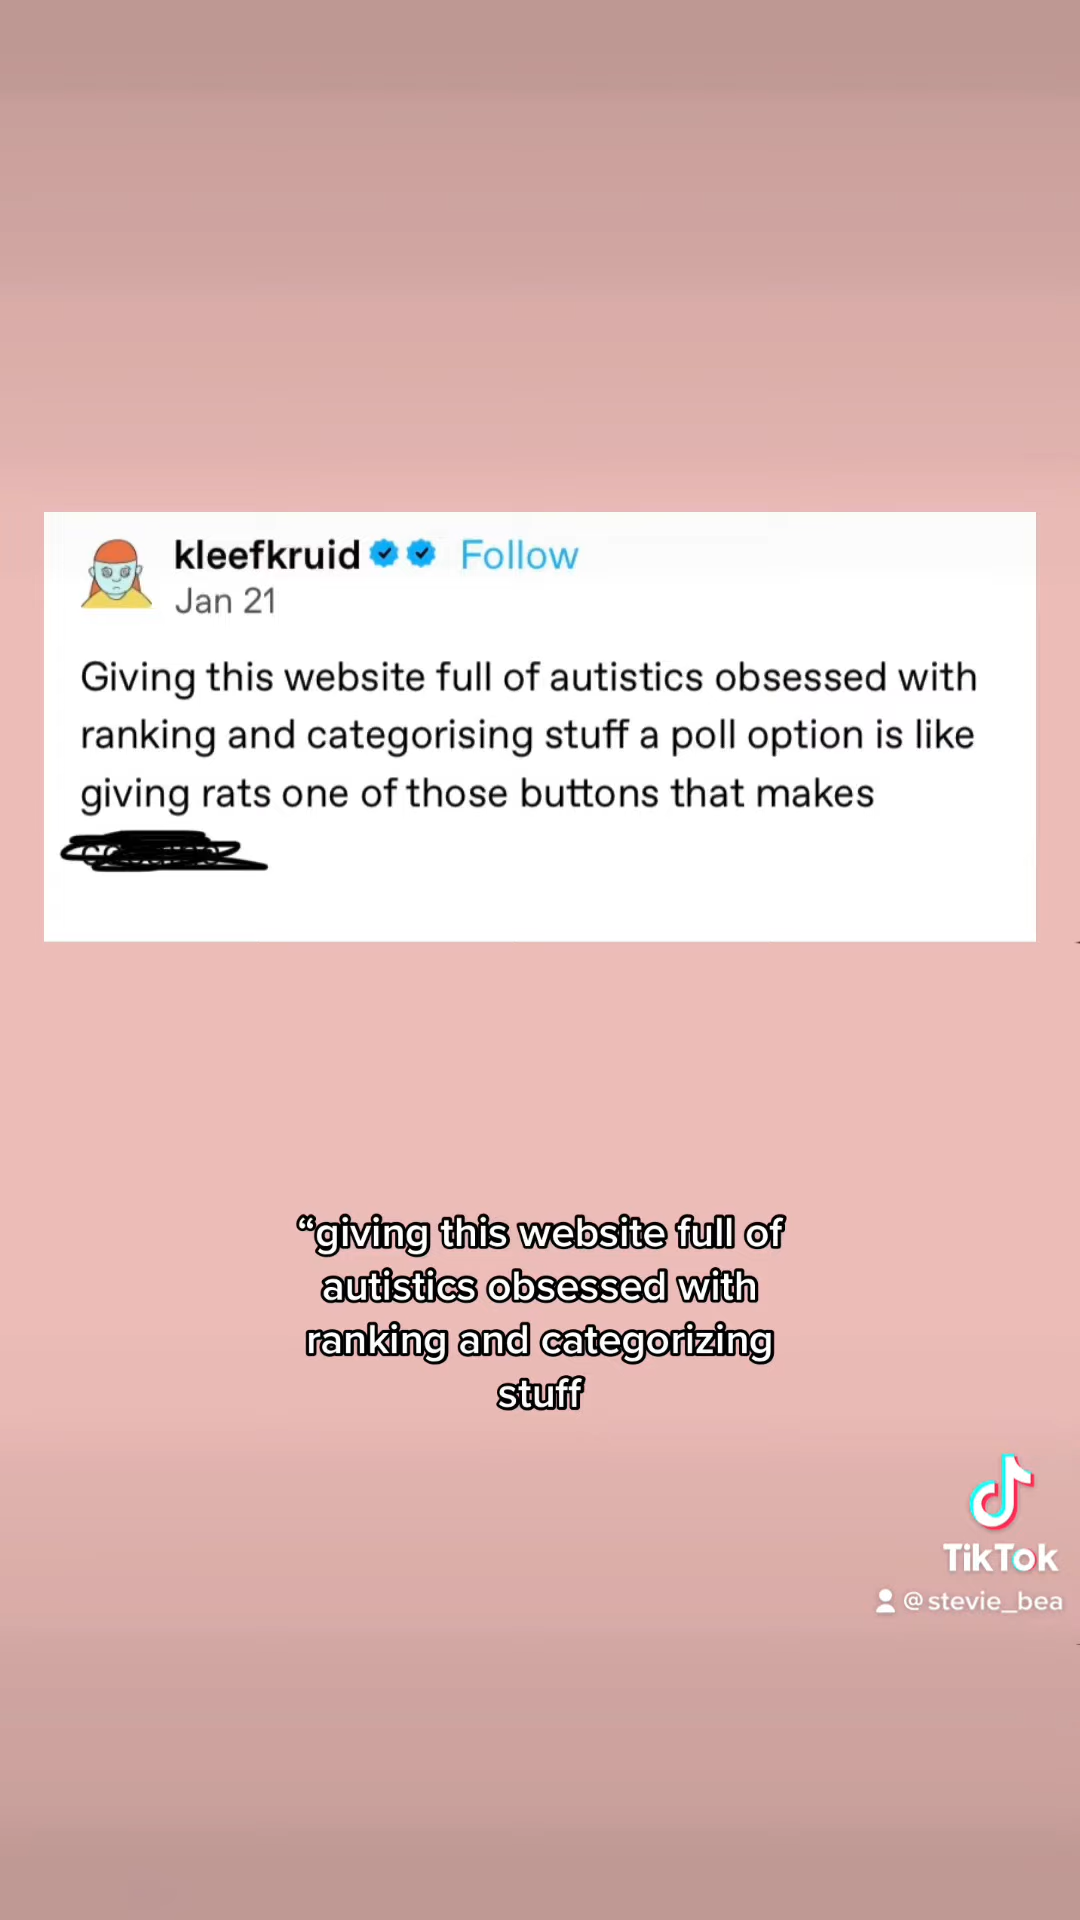 kleefkruid Follow
Jan 21
Giving this website full of autistics obsessed with
ranking and categorising stuff a poll option is like
giving rats one of those buttons that makes
“giving this website full of
autistics obsessed with
ranking and categorizing
stuff
TikTok
@stevie_bea